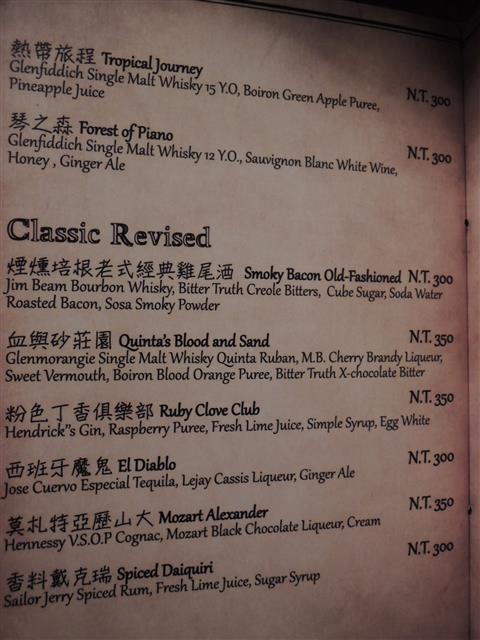 熱帶旅程 Tropical Journey
Glenfiddich Single Malt Whisky 15 Y.O, Boiron Green Apple Puree, N.T. 300
Pineapple Juice
琴之森 Forest of Piano
Glenfiddich Single Malt Whisky 12 Y.O., Sauvignon Blanc White Wine, N.T. 300
Honey , Ginger Ale
Classic Revised
煙燻培根老式經典雞尾酒 Smoky Bacon Old-Fashioned N.T. 300
Jim Beam Bourbon Whisky, Bitter Truth Creole Bitters, Cube Sugar, Soda Water
Roasted Bacon, Sosa Smoky Powder
血與砂莊園 Quinta's Blood and Sand N.T. 350
Glenmorangie Single Malt Whisky Quinta Ruban, M.B. Cherry Brandy Liqueur,
Sweet Vermouth, Boiron Blood Orange Puree, Bitter Truth X-chocolate Bitter
粉色丁香俱樂部 Ruby Clove Club N.T. 350
Hendrick"s Gin, Raspberry Puree, Fresh Lime Juice, Simple Syrup, Egg White
西班牙魔鬼 El Diablo N.T. 300
Jose Cuervo Especial Tequila, Lejay Cassis Liqueur, Ginger Ale
莫札特亞歷山大 Mozart Alexander N.T. 350
Hennessy V.S.O.P Cognac, Mozart Black Chocolate Liqueur, Cream
香料戴克瑞 Spiced Daiquiri N.T. 300
Sailor Jerry Spiced Rum, Fresh Lime Juice, Sugar Syrup